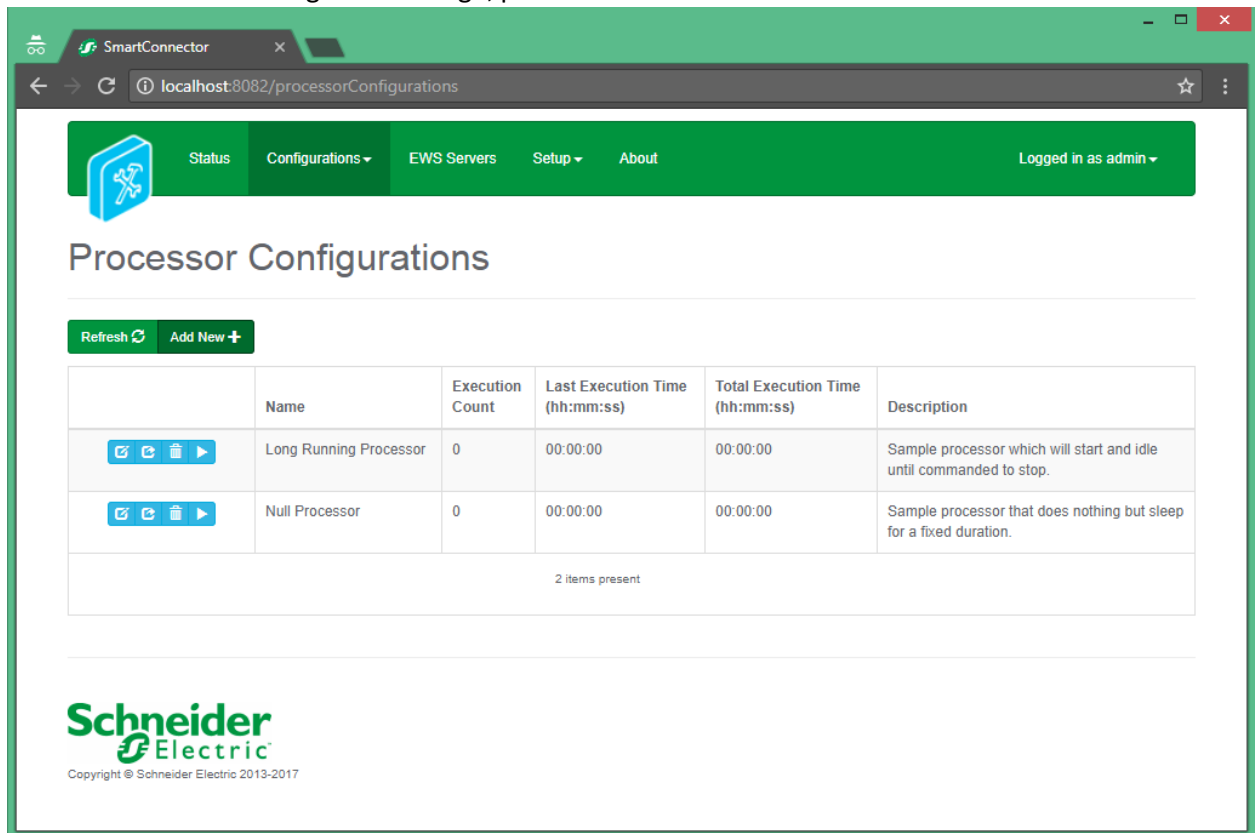 SmartConnector
localhost:8082/processorConfigurations
Status Configurations EWS Servers Setup About Logged in as admin
Processor Configurations
Refresh Add New
Name Execution Count Last Execution Time (hh:mm:ss) Total Execution Time (hh:mm:ss) Description
Long Running Processor 0 00:00:00 00:00:00 Sample processor which will start and idle
until commanded to stop.
Null Processor 0 00:00:00 00:00:00 Sample processor that does nothing but sleep
for a fixed duration.
2 items present
Schneider
Electric
Copyright © Schneider Electric 2013-2017